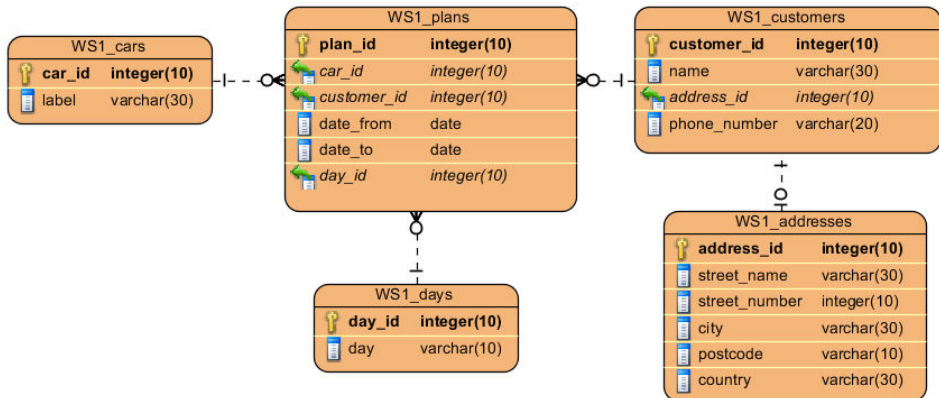 WS1_cars
car_id integer(10)
label varchar(30)
WS1_plans
plan_id integer(10)
car_id integer(10)
customer_id integer(10)
date_from date
date_to date
day_id integer(10)
WS1_customers
customer_id integer(10)
name varchar(30)
address_id integer(10)
phone_number varchar(20)
WS1_days
day_id integer(10)
day varchar(10)
WS1_addresses
address_id integer(10)
street_name varchar(30)
street_number integer(10)
city varchar(30)
postcode varchar(10)
country varchar(30)